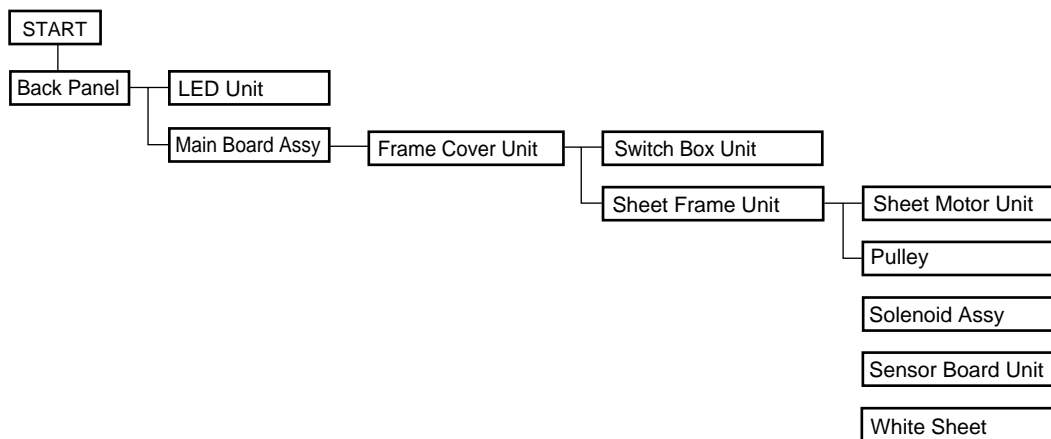 START
Back Panel
LED Unit
Main Board Assy
Frame Cover Unit
Switch Box Unit
Sheet Frame Unit
Sheet Motor Unit
Pulley
Solenoid Assy
Sensor Board Unit
White Sheet